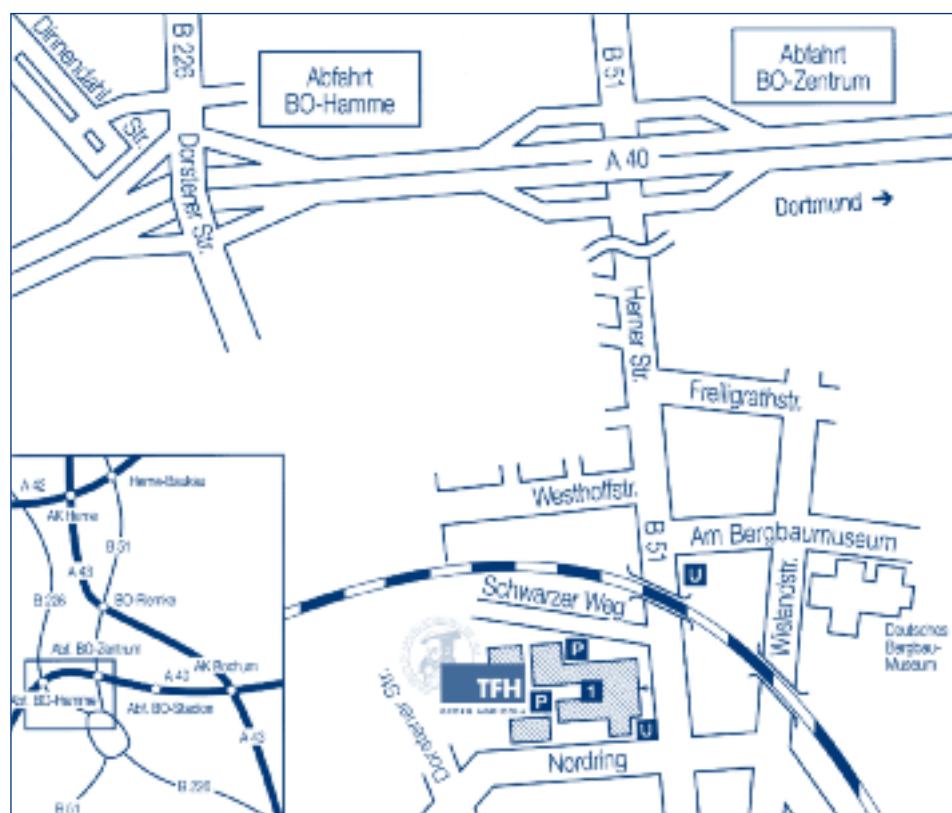 Dinnendahl
Str.
B 226
Abfahrt
BO-Hamme
B 51
Abfahrt
BO-Zentrum
A 40
Dorstener Str.
Dortmund →
Herner Str.
Freiligrathstr.
Westhoffstr.
B 51
Am Bergbaumuseum
U
Schwarzer Weg
Wielandstr.
Deutsches
Bergbau-
Museum
P
TFH
1
P
U
Dorstener Str.
Nordring
A 42
Herne-Baukau
AK Herne
B 51
A 43
B 226
BO-Riemke
Abf. BO-Zentrum
AK Bochum
A 40
Abf. BO-Hamme
Abf. BO-Stadion
A 43
B 226
B 51